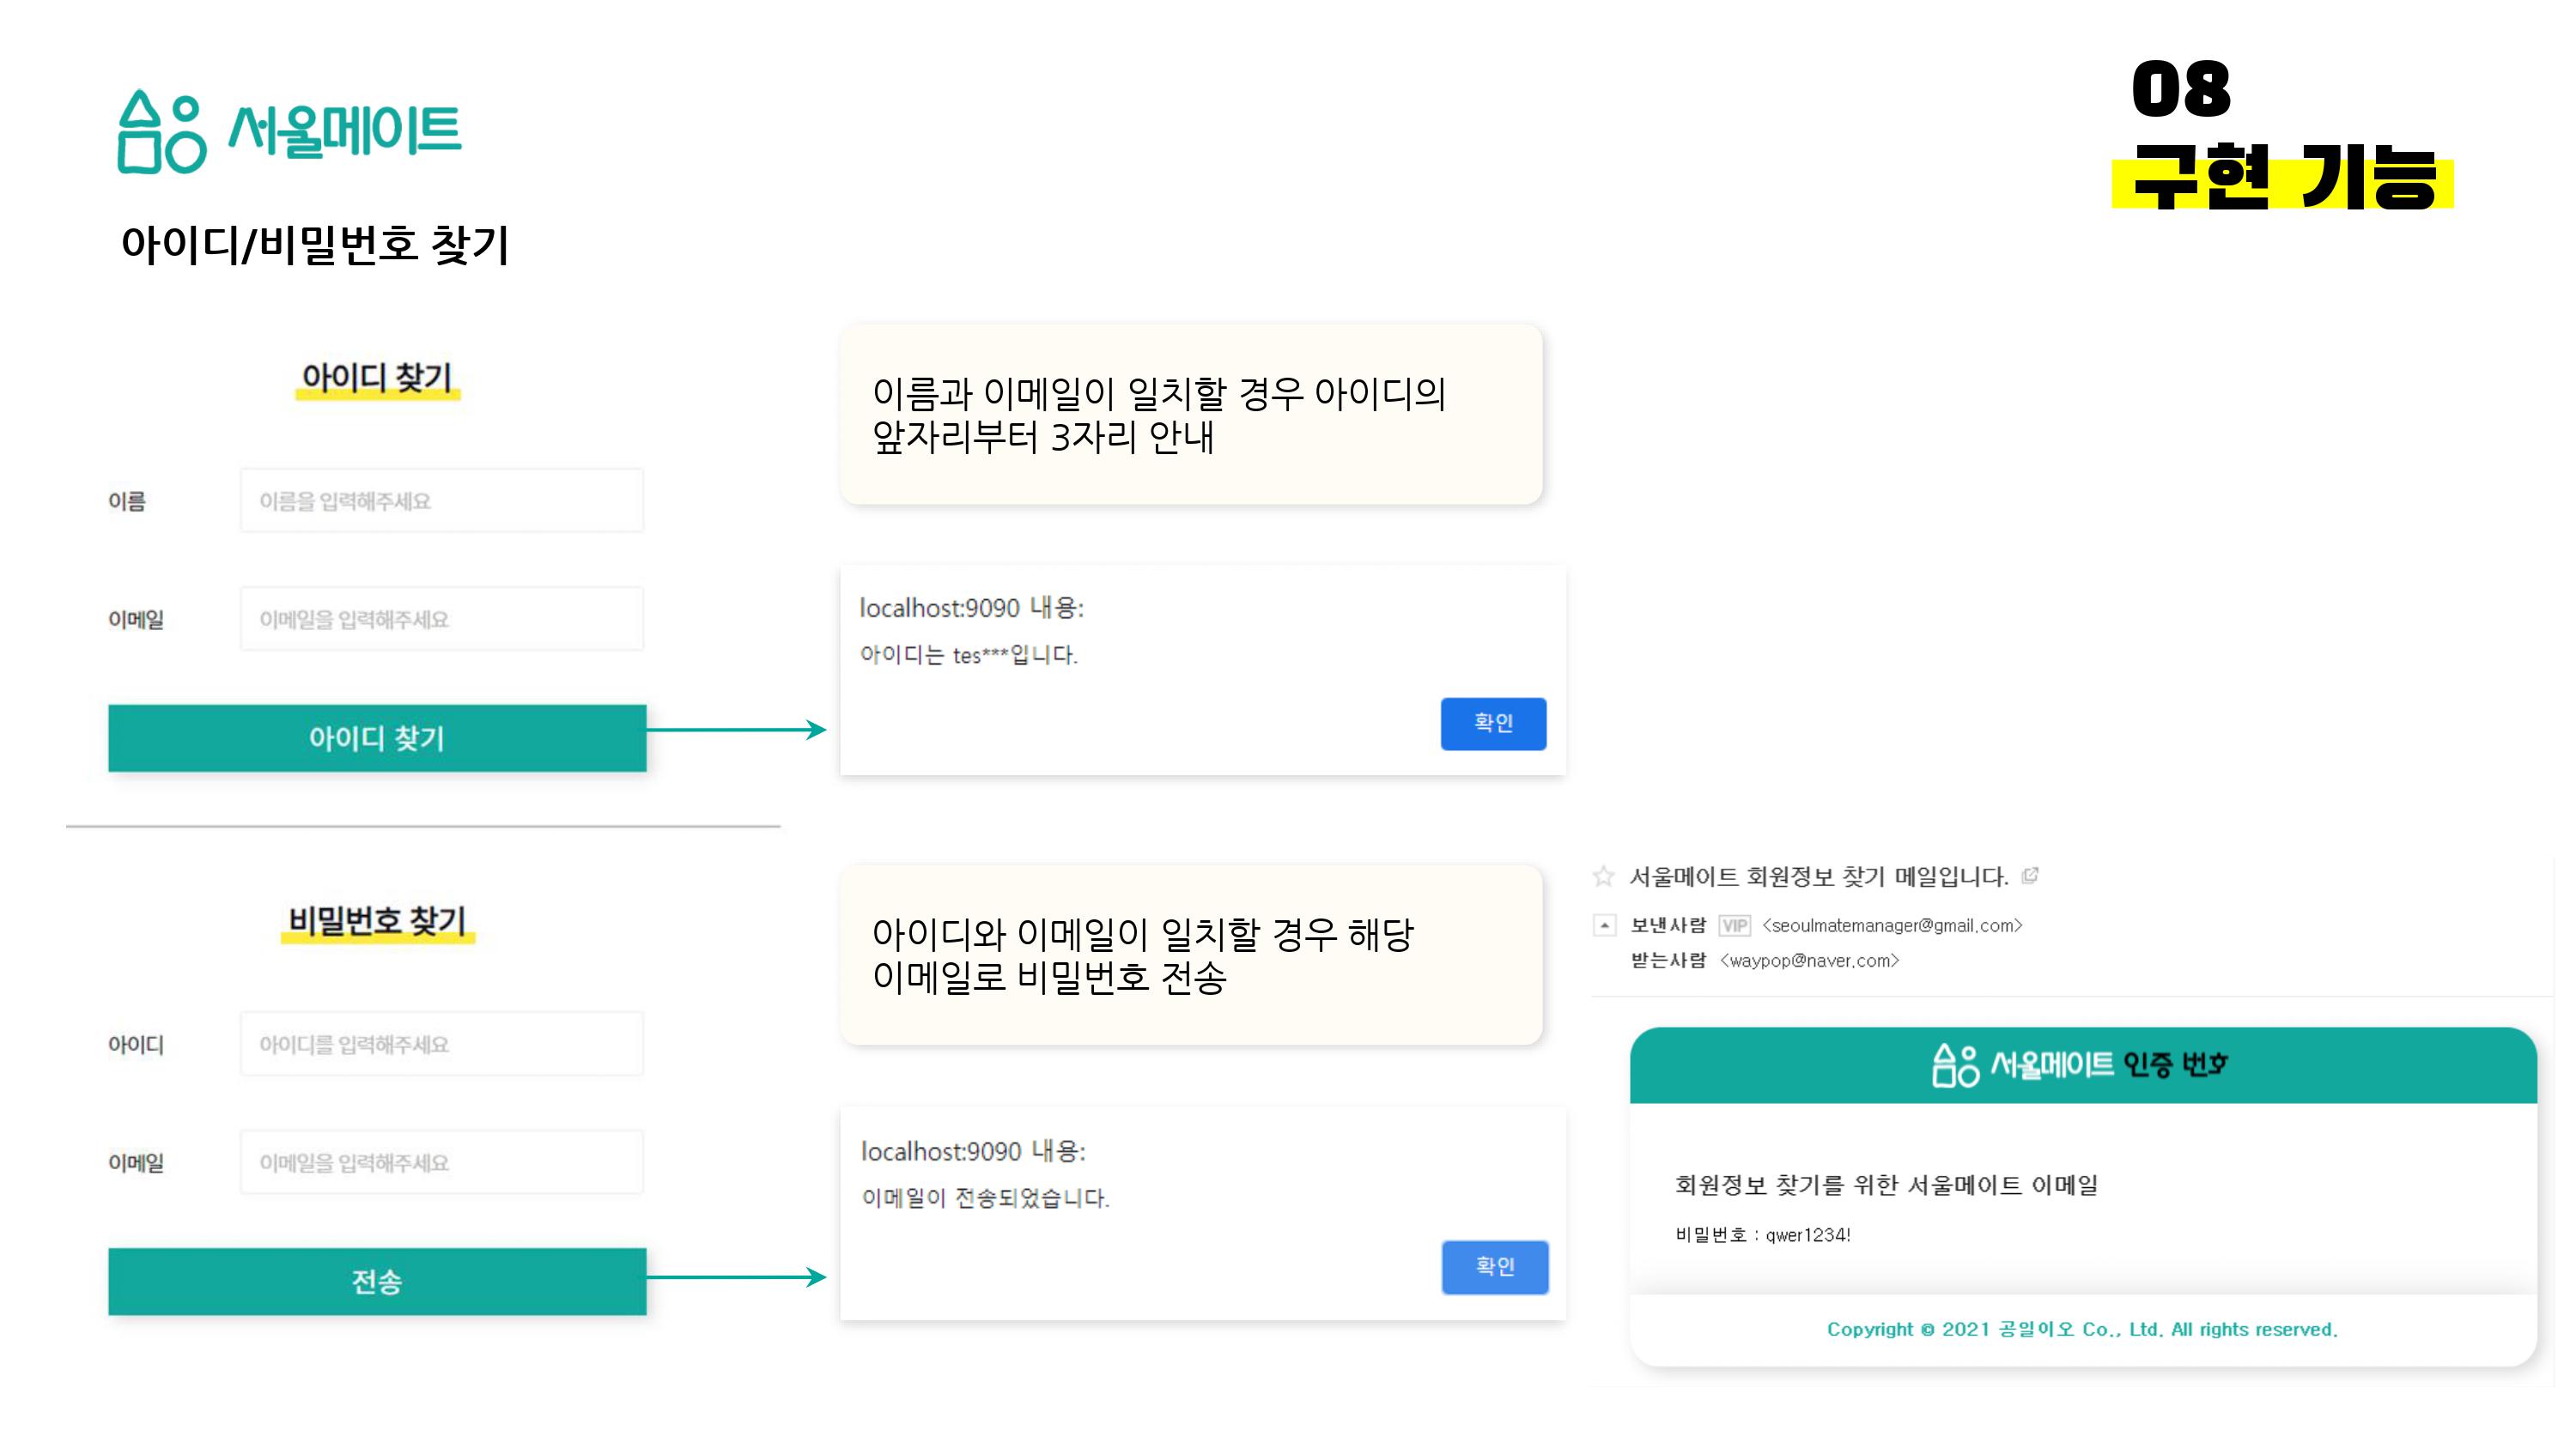 서울메이트
08
구현 기능
아이디/비밀번호 찾기
아이디 찾기
이름
이름을 입력해주세요
이메일
이메일을 입력해주세요
아이디 찾기
이름과 이메일이 일치할 경우 아이디의
앞자리부터 3자리 안내
localhost:9090 내용:
아이디는 tes***입니다.
확인
비밀번호 찾기
아이디
아이디를 입력해주세요
이메일
이메일을 입력해주세요
전송
아이디와 이메일이 일치할 경우 해당
이메일로 비밀번호 전송
localhost:9090 내용:
이메일이 전송되었습니다.
확인
서울메이트 회원정보 찾기 메일입니다.
보낸사람 VIP <seoulmatemanager@gmail.com>
받는사람 <waypop@naver.com>
서울메이트 인증 번호
회원정보 찾기를 위한 서울메이트 이메일
비밀번호 : qwer1234!
Copyright © 2021 공일이오 Co., Ltd. All rights reserved.